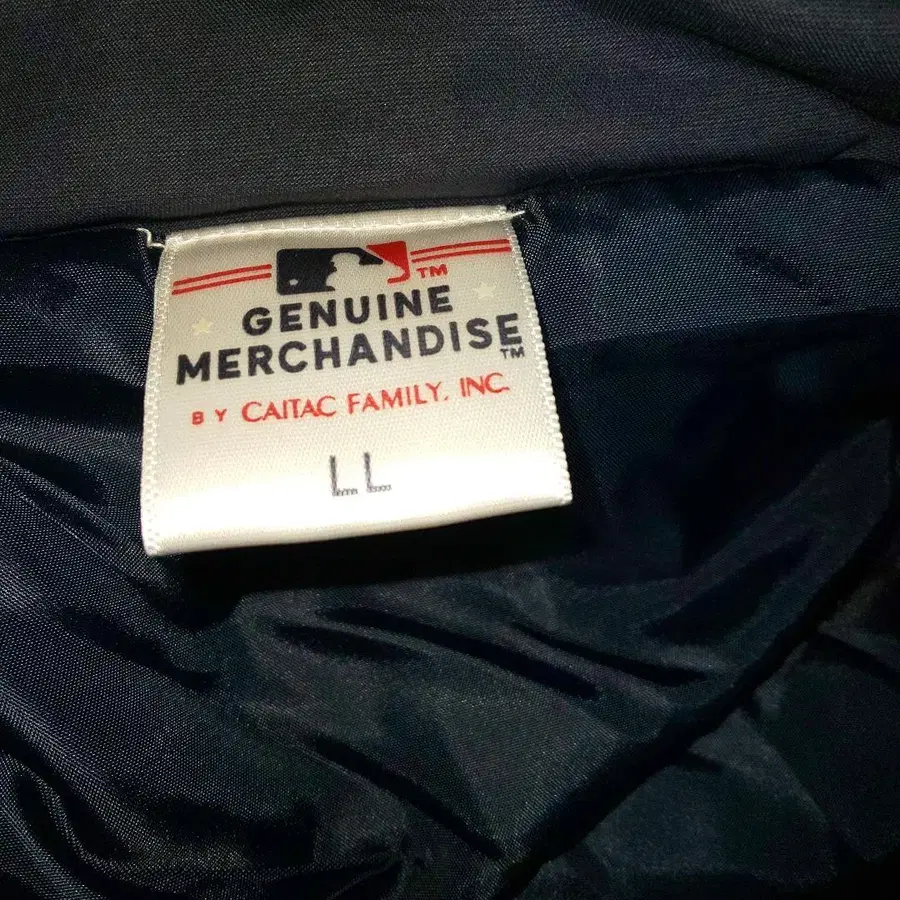 TM
GENUINE
MERCHANDISE TM
BY CAITAC FAMILY, INC.
LL